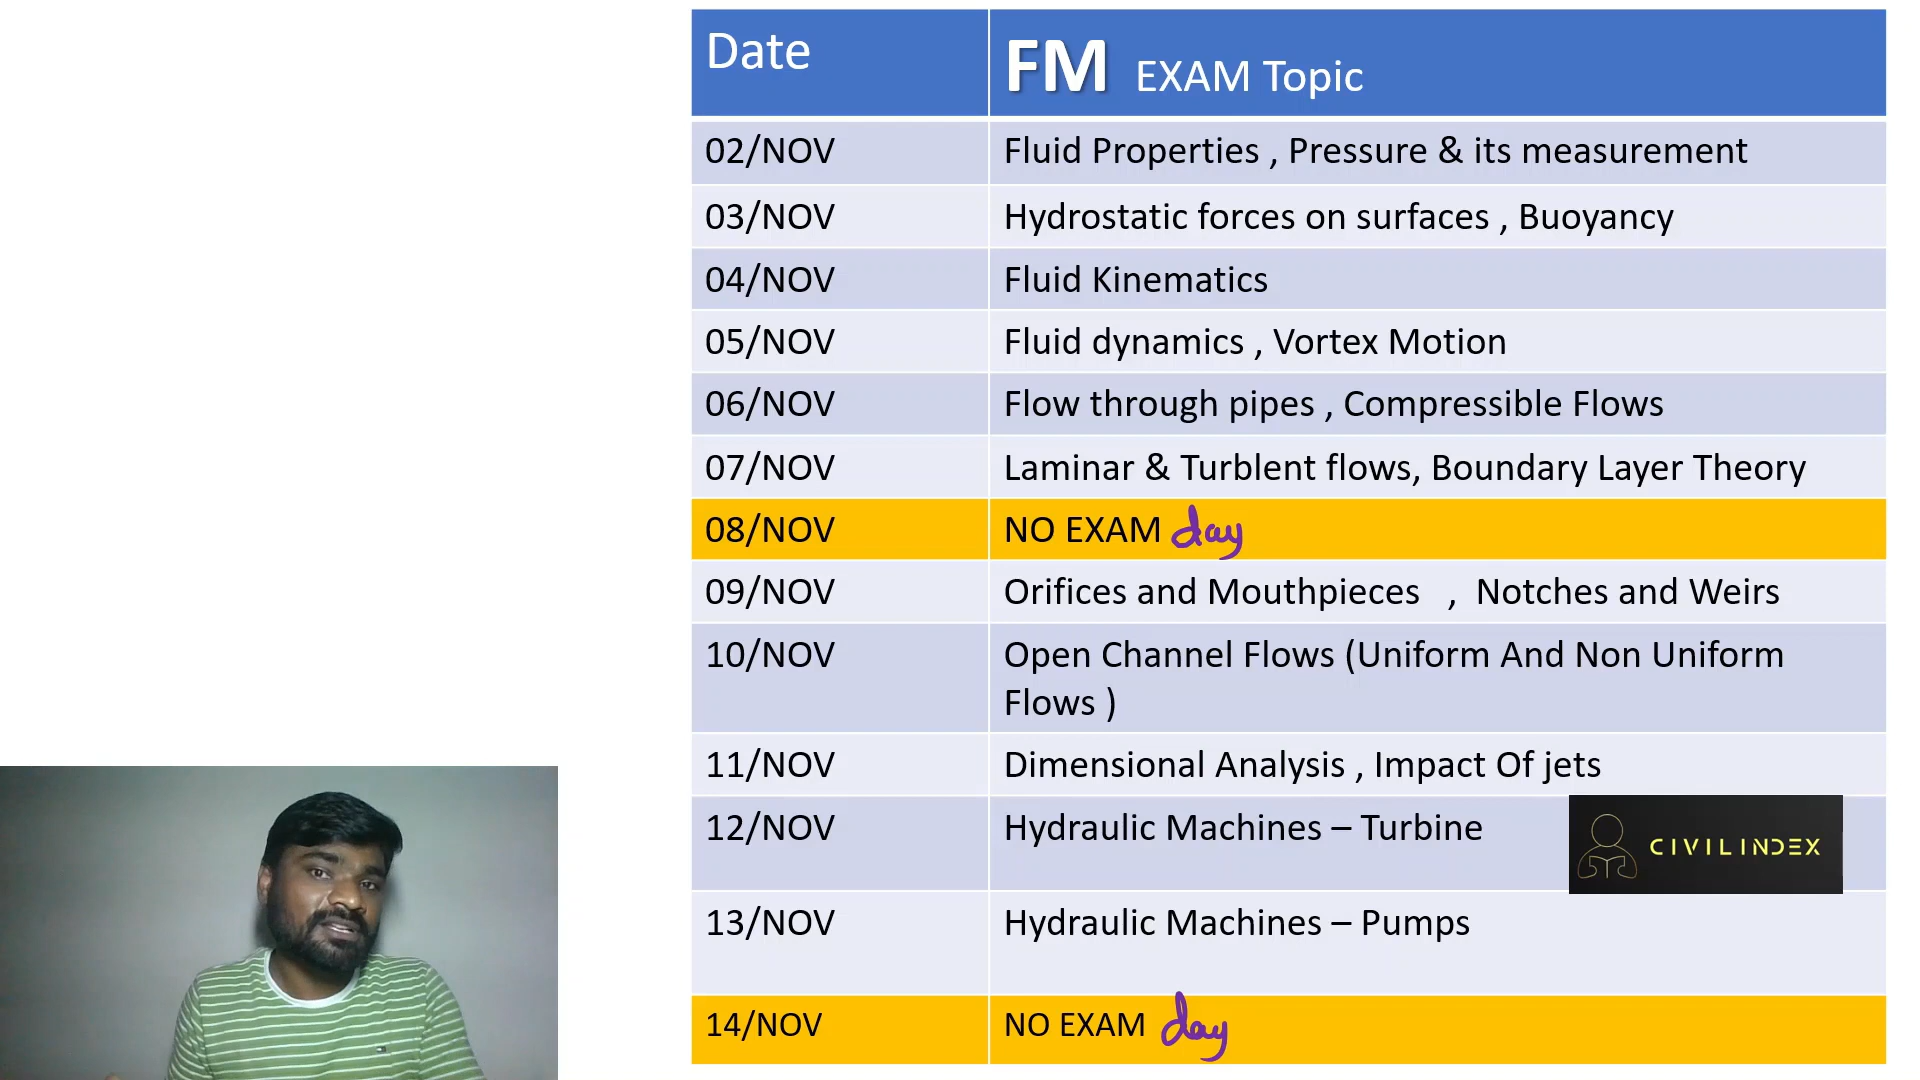 Date FM EXAM Topic
02/NOV Fluid Properties , Pressure & its measurement
03/NOV Hydrostatic forces on surfaces , Buoyancy
04/NOV Fluid Kinematics
05/NOV Fluid dynamics , Vortex Motion
06/NOV Flow through pipes , Compressible Flows
07/NOV Laminar & Turblent flows, Boundary Layer Theory
08/NOV NO EXAM day
09/NOV Orifices and Mouthpieces , Notches and Weirs
10/NOV Open Channel Flows (Uniform And Non Uniform
Flows )
11/NOV Dimensional Analysis , Impact Of jets
12/NOV Hydraulic Machines – Turbine
CIVILINDEX
13/NOV Hydraulic Machines – Pumps
14/NOV NO EXAM day